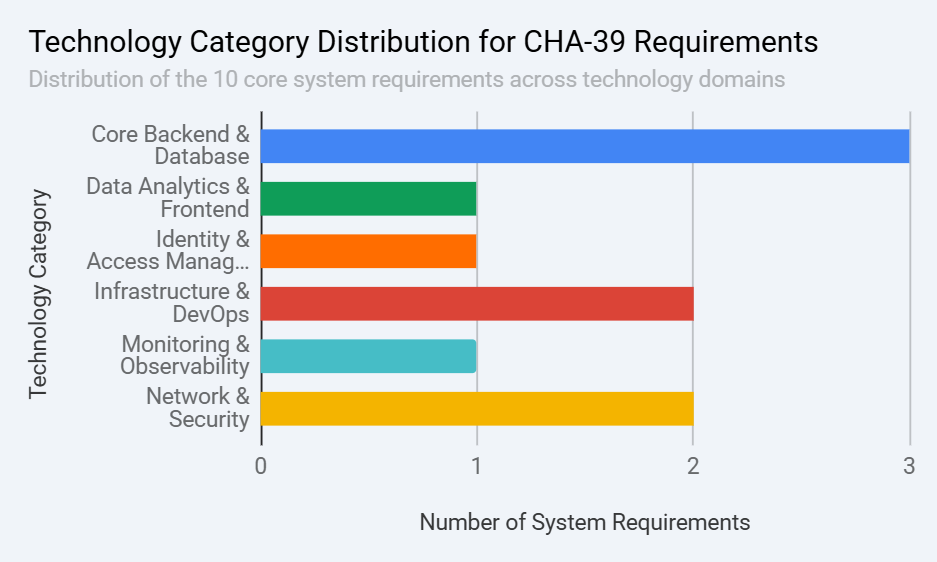 Technology Category Distribution for CHA-39 Requirements
Distribution of the 10 core system requirements across technology domains
Technology Category
Core Backend &
Database
Data Analytics &
Frontend
Identity &
Access Manag...
Infrastructure &
DevOps
Monitoring &
Observability
Network &
Security
0 1 2 3
Number of System Requirements